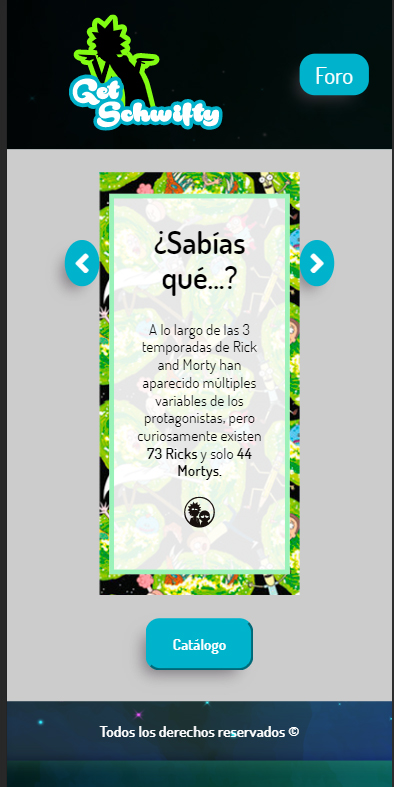 Get
Schwifty
Foro
¿Sabías
qué...?
A lo largo de las 3
temporadas de Rick
and Morty han
aparecido múltiples
variables de los
protagonistas, pero
curiosamente existen
73 Ricks y solo 44
Mortys.
Catálogo
Todos los derechos reservados ©